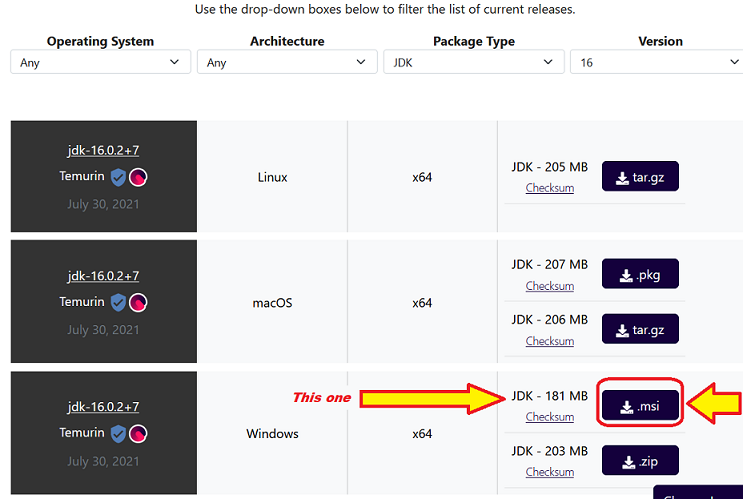 Use the drop-down boxes below to filter the list of current releases.
Operating System Architecture Package Type Version
Any Any JDK 16
jdk-16.0.2+7
Temurin
July 30, 2021
Linux
x64
JDK - 205 MB
Checksum
tar.gz
jdk-16.0.2+7
Temurin
July 30, 2021
macOS
x64
JDK - 207 MB
Checksum
.pkg
JDK - 206 MB
Checksum
tar.gz
jdk-16.0.2+7
Temurin
July 30, 2021
Windows
x64
This one
JDK - 181 MB
Checksum
.msi
JDK - 203 MB
Checksum
.zip